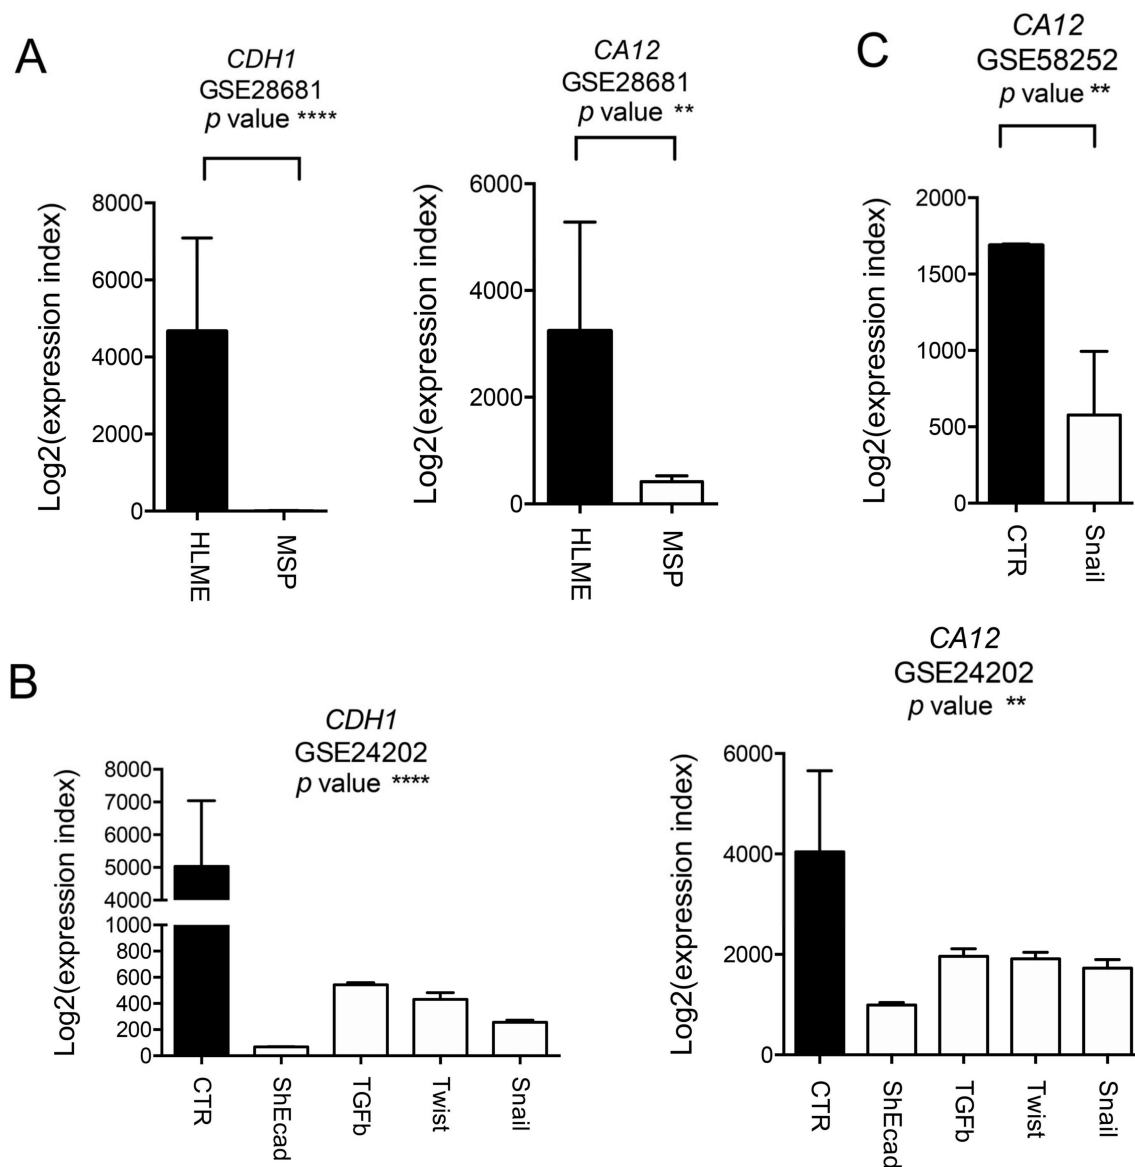 A
CDH1
GSE28681
p value ****
Log2(expression index)
8000
6000
4000
2000
0
HLME
MSP
CA12
GSE28681
p value **
Log2(expression index)
6000
4000
2000
0
HLME
MSP
C
CA12
GSE58252
p value **
Log2(expression index)
2000
1500
1000
500
0
CTR
Snail
B
CDH1
GSE24202
p value ****
Log2(expression index)
8000
7000
6000
5000
4000
1000
800
600
400
200
0
CTR
ShEcad
TGFb
Twist
Snail
CA12
GSE24202
p value **
Log2(expression index)
6000
4000
2000
0
CTR
ShEcad
TGFb
Twist
Snail